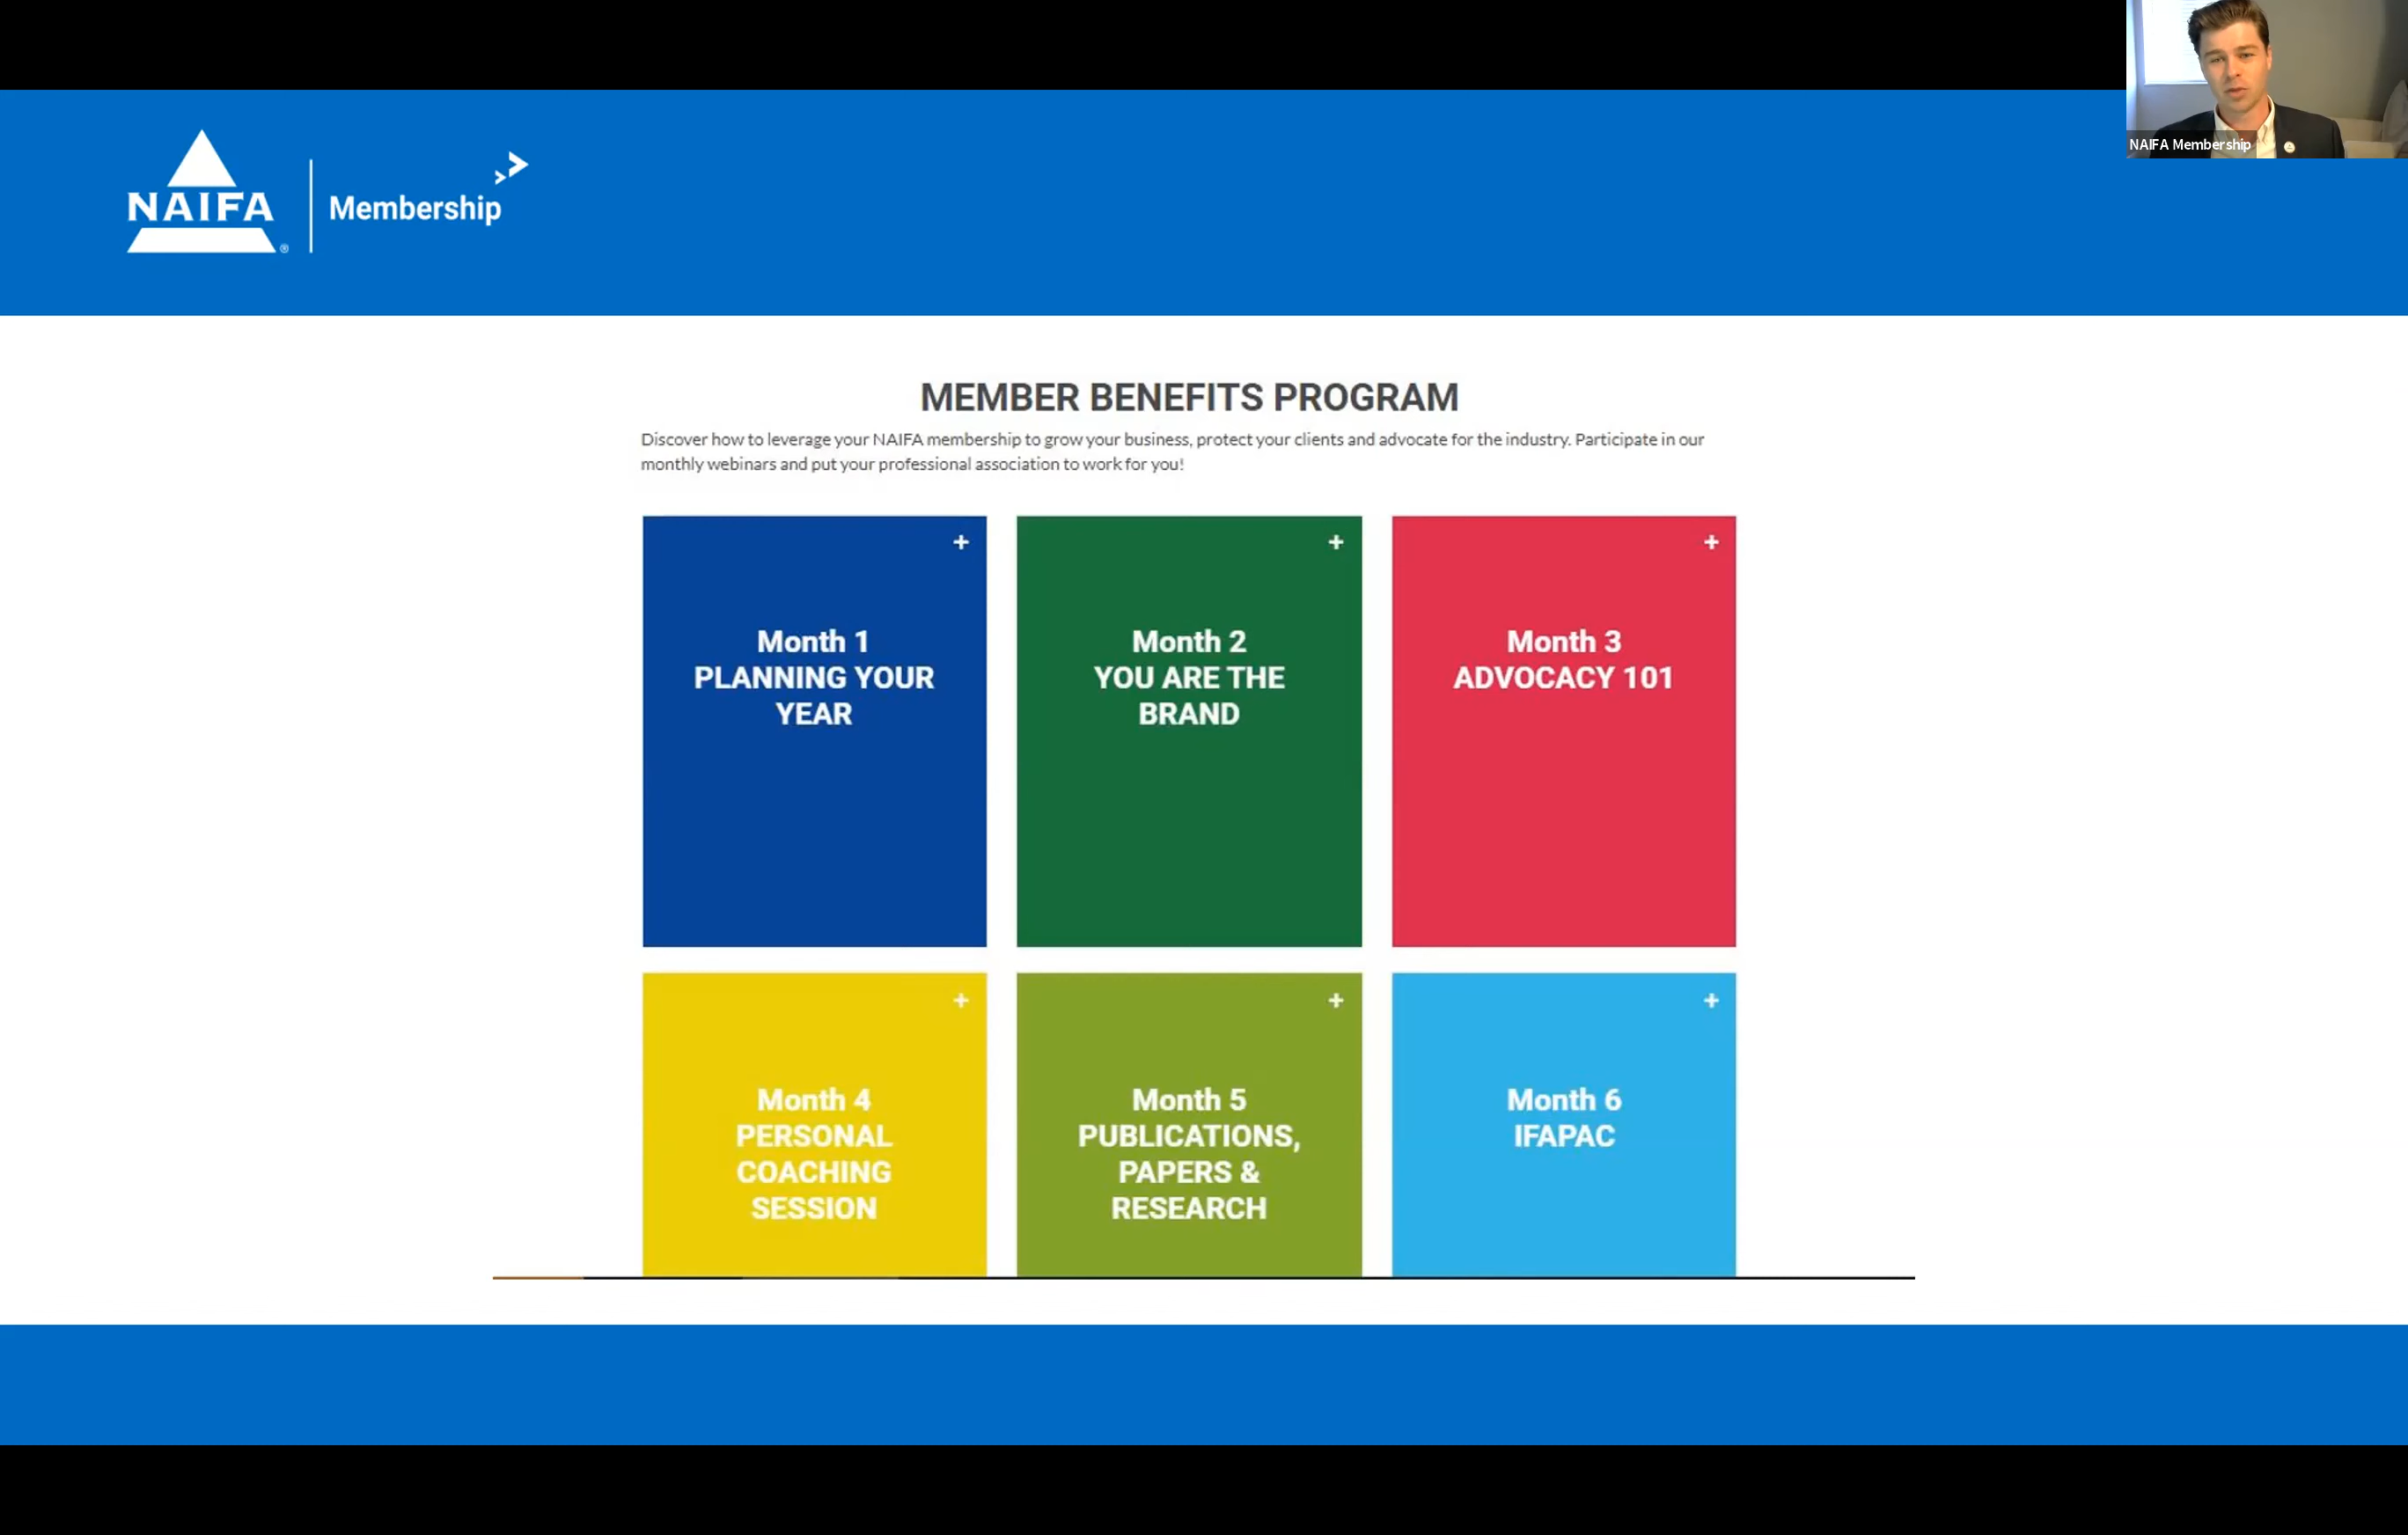 NAIFA
®
Membership
NAIFA Membership
MEMBER BENEFITS PROGRAM
Discover how to leverage your NAIFA membership to grow your business, protect your clients and advocate for the industry. Participate in our
monthly webinars and put your professional association to work for you!
+
Month 1
PLANNING YOUR
YEAR
+
Month 2
YOU ARE THE
BRAND
+
Month 3
ADVOCACY 101
+
Month 4
PERSONAL
COACHING
SESSION
+
Month 5
PUBLICATIONS,
PAPERS &
RESEARCH
+
Month 6
IFAPAC